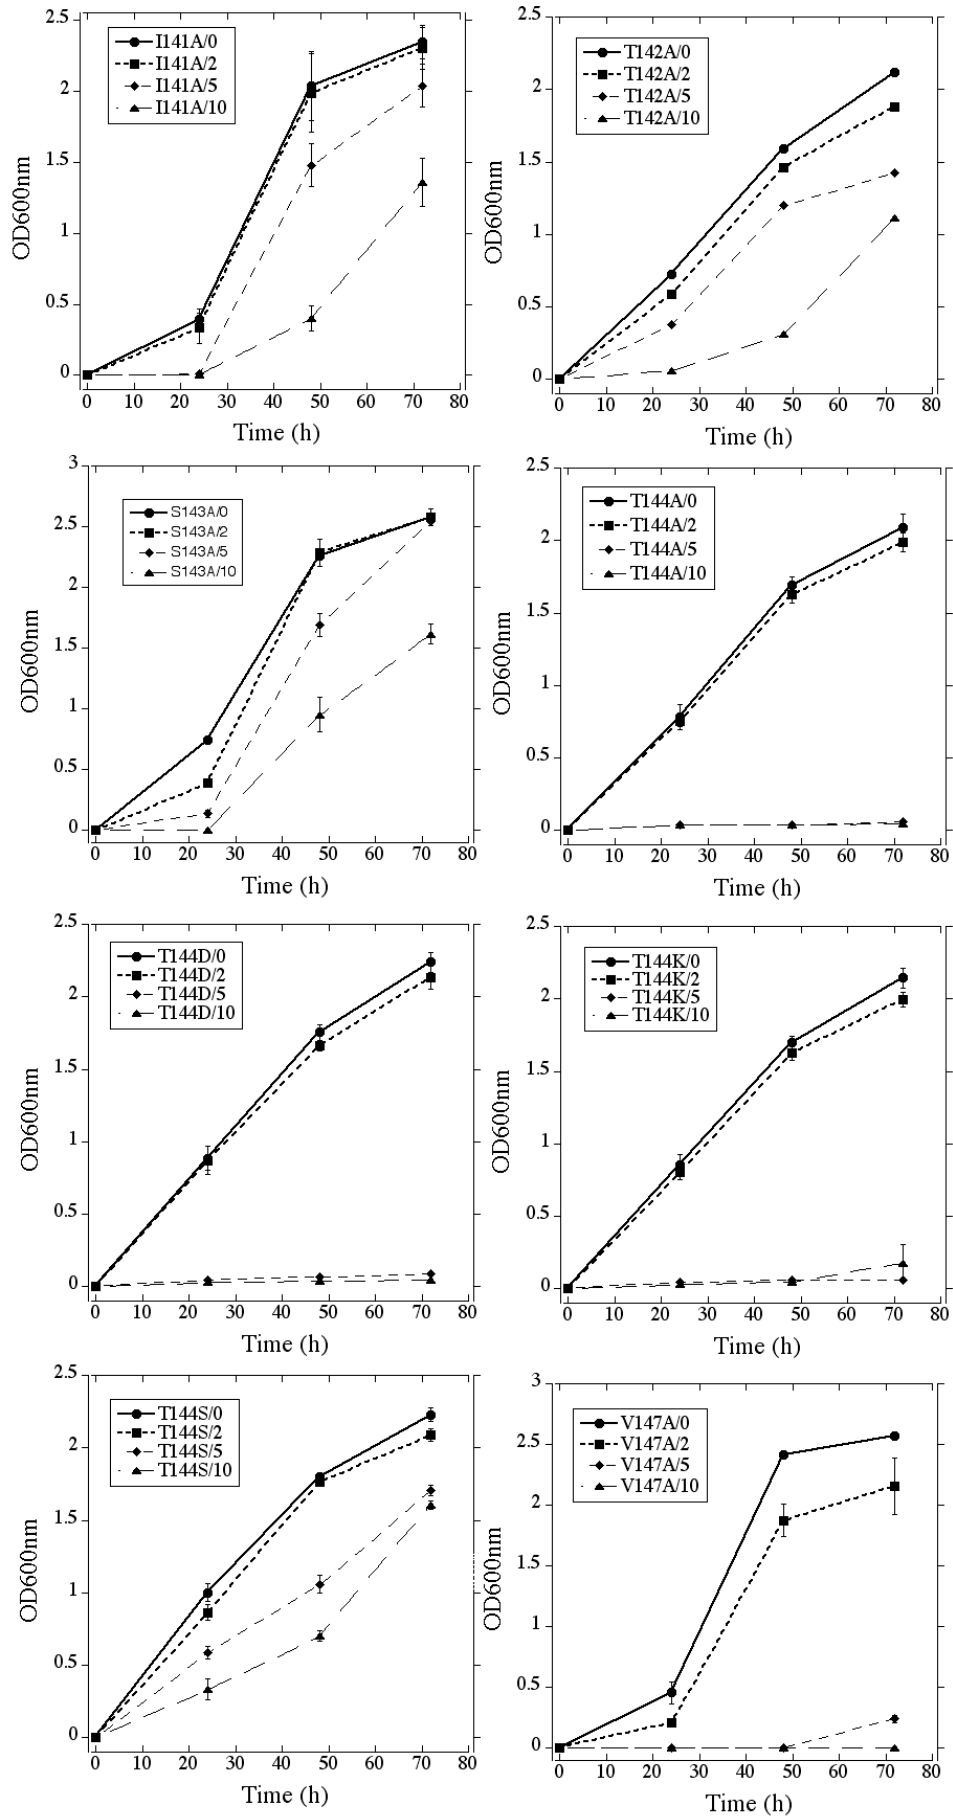 I141A/0
I141A/2
I141A/5
I141A/10
2.5
2
1.5
1
0.5
0
OD600nm
0 10 20 30 40 50 60 70 80
Time (h)
T142A/0
T142A/2
T142A/5
T142A/10
2.5
2
1.5
1
0.5
0
OD600nm
0 10 20 30 40 50 60 70 80
Time (h)
S143A/0
S143A/2
S143A/5
S143A/10
3
2.5
2
1.5
1
0.5
0
OD600nm
0 10 20 30 40 50 60 70 80
Time (h)
T144A/0
T144A/2
T144A/5
T144A/10
2.5
2
1.5
1
0.5
0
OD600nm
0 10 20 30 40 50 60 70 80
Time (h)
T144D/0
T144D/2
T144D/5
T144D/10
2.5
2
1.5
1
0.5
0
OD600nm
0 10 20 30 40 50 60 70 80
Time (h)
T144K/0
T144K/2
T144K/5
T144K/10
2.5
2
1.5
1
0.5
0
OD600nm
0 10 20 30 40 50 60 70 80
Time (h)
T144S/0
T144S/2
T144S/5
T144S/10
2.5
2
1.5
1
0.5
0
OD600nm
0 10 20 30 40 50 60 70 80
Time (h)
V147A/0
V147A/2
V147A/5
V147A/10
3
2.5
2
1.5
1
0.5
0
OD600nm
0 10 20 30 40 50 60 70 80
Time (h)